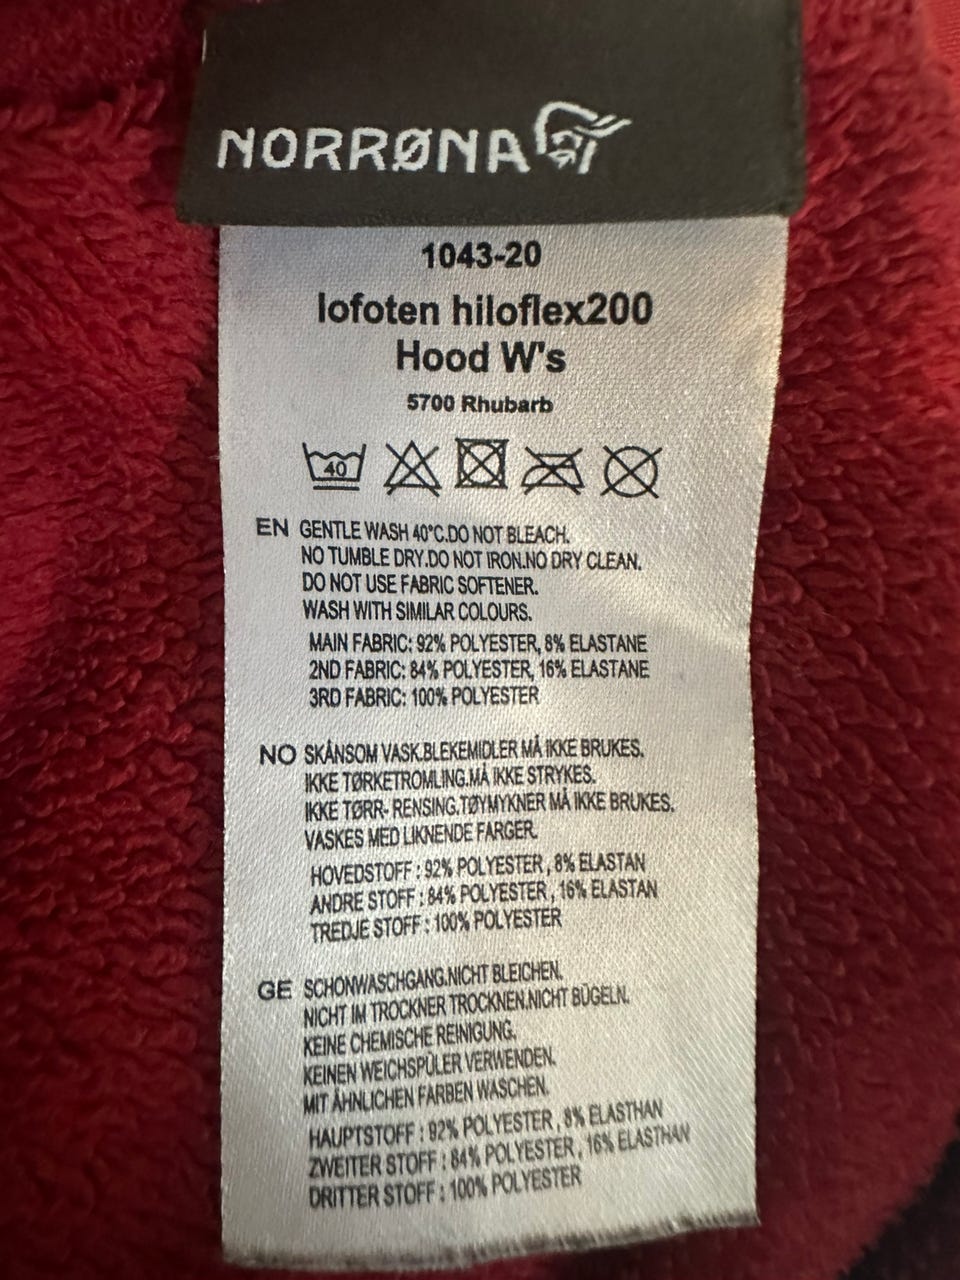 NORRØNA
1043-20
lofoten hiloflex200
Hood W's
5700 Rhubarb
40
EN GENTLE WASH 40°C.DO NOT BLEACH.
NO TUMBLE DRY.DO NOT IRON.NO DRY CLEAN.
DO NOT USE FABRIC SOFTENER.
WASH WITH SIMILAR COLOURS.
MAIN FABRIC: 92% POLYESTER, 8% ELASTANE
2ND FABRIC: 84% POLYESTER, 16% ELASTANE
3RD FABRIC: 100% POLYESTER
NO SKÅNSOM VASK.BLEKEMIDLER MÅ IKKE BRUKES.
IKKE TØRKETROMLING.MÅ IKKE STRYKES.
IKKE TØRR- RENSING.TØYMYKNER MÅ IKKE BRUKES.
VASKES MED LIKNENDE FARGER.
HOVEDSTOFF : 92% POLYESTER , 8% ELASTAN
ANDRE STOFF : 84% POLYESTER , 16% ELASTAN
TREDJE STOFF : 100% POLYESTER
GE SCHONWASCHGANG.NICHT BLEICHEN.
NICHT IM TROCKNER TROCKNEN.NICHT BÜGELN.
KEINE CHEMISCHE REINIGUNG.
KEINEN WEICHSPÜLER VERWENDEN.
MIT ÄHNLICHEN FARBEN WASCHEN.
HAUPTSTOFF : 92% POLYESTER , 8% ELASTHAN
ZWEITER STOFF : 84% POLYESTER , 16% ELASTHAN
DRITTER STOFF : 100% POLYESTER